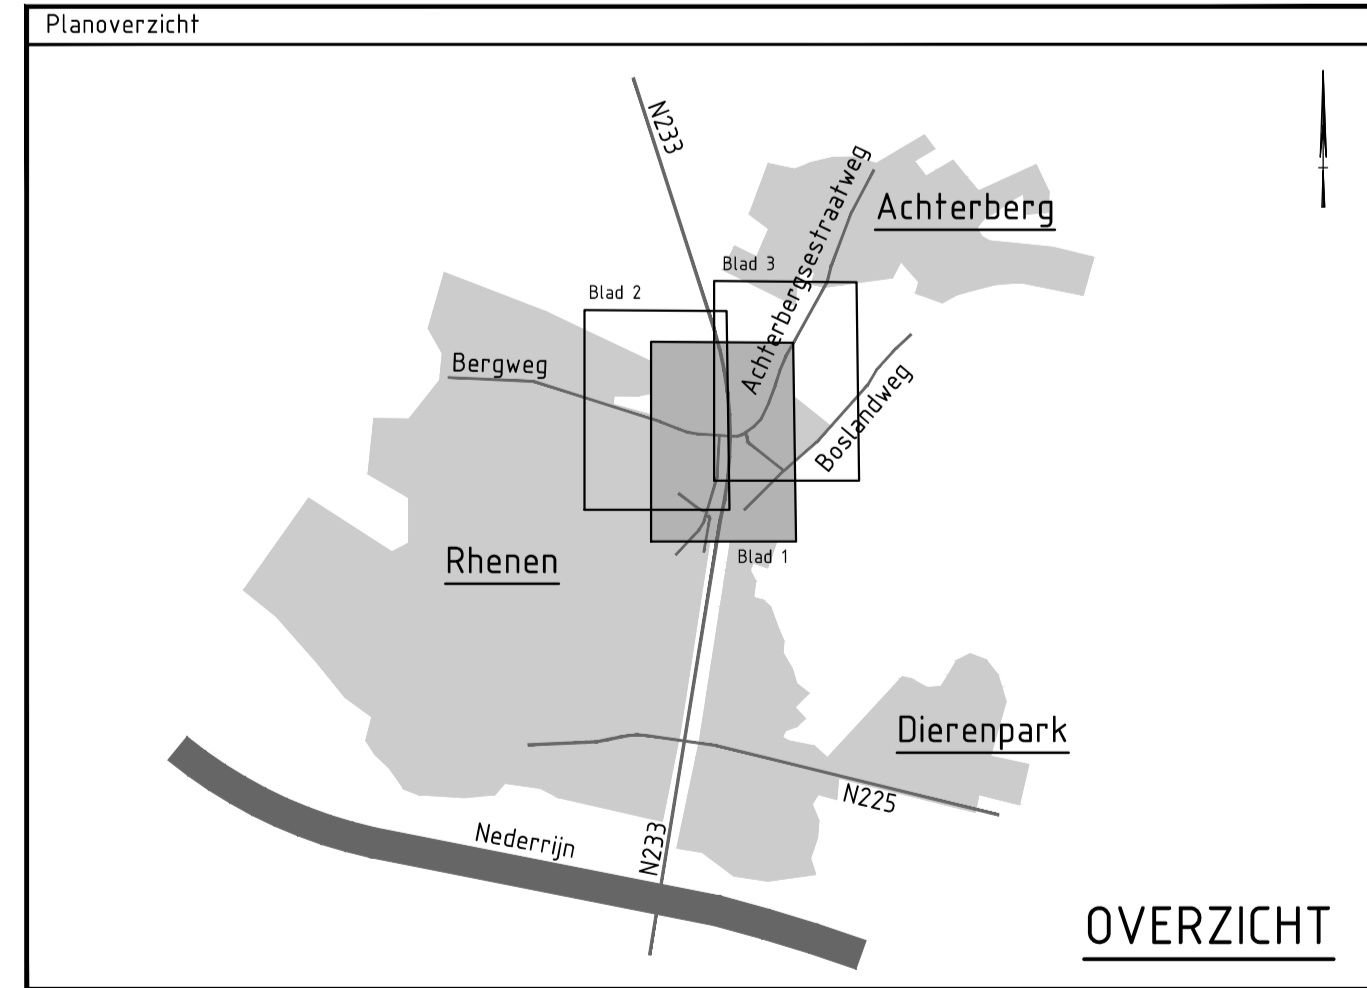 Planoverzicht
N233
Achterbergsestraatweg
Achterberg
Blad 3
Blad 2
Bergweg
Boslandweg
Rhenen
Blad 1
Dierenpark
N225
Nederrijn
N233
OVERZICHT